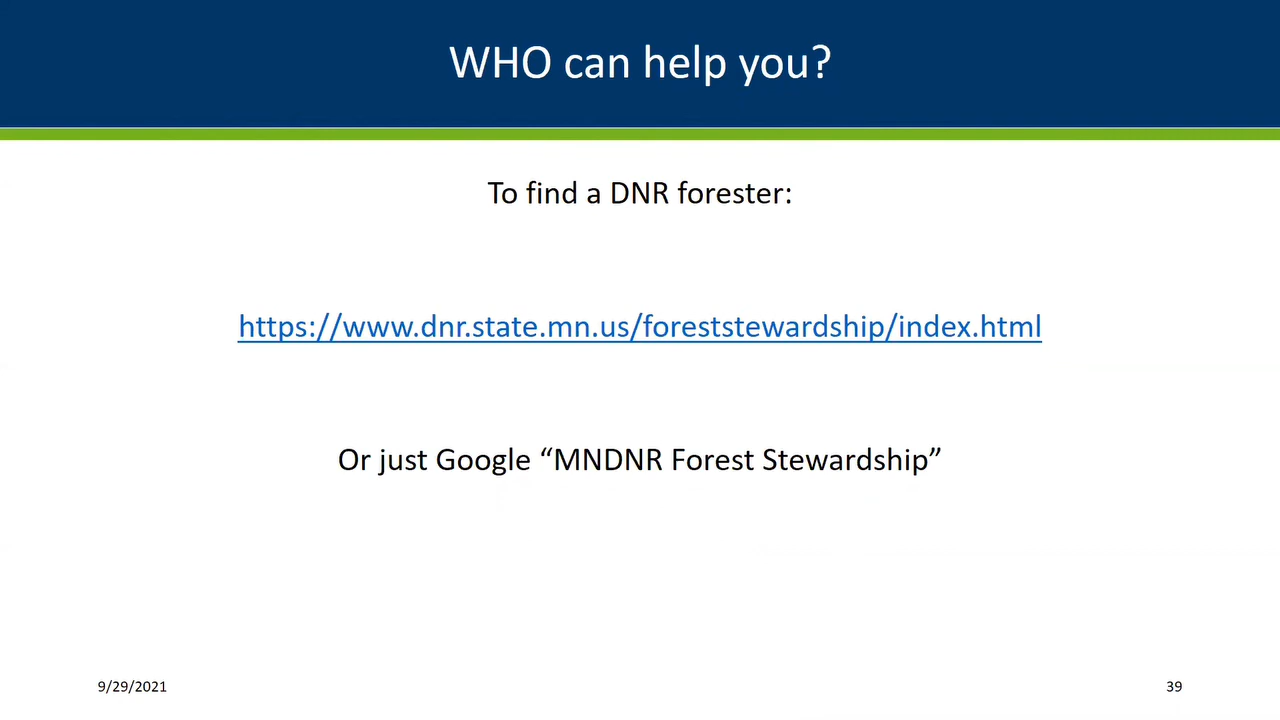 WHO can help you?
To find a DNR forester:
https://www.dnr.state.mn.us/foreststewardship/index.html
Or just Google “MNDNR Forest Stewardship”
9/29/2021
39